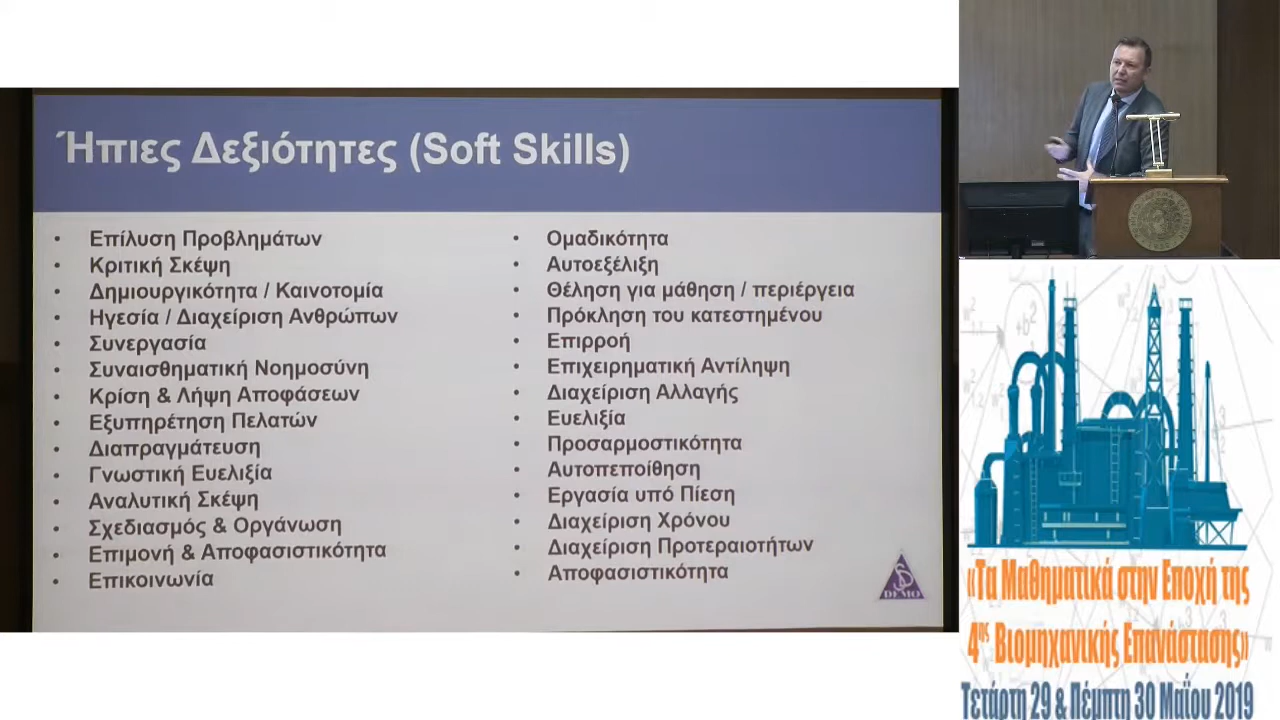 Ήπιες Δεξιότητες (Soft Skills)
• Επίλυση Προβλημάτων
• Κριτική Σκέψη
• Δημιουργικότητα / Καινοτομία
• Ηγεσία / Διαχείριση Ανθρώπων
• Συνεργασία
• Συναισθηματική Νοημοσύνη
• Κρίση & Λήψη Αποφάσεων
• Εξυπηρέτηση Πελατών
• Διαπραγμάτευση
• Γνωστική Ευελιξία
• Αναλυτική Σκέψη
• Σχεδιασμός & Οργάνωση
• Επιμονή & Αποφασιστικότητα
• Επικοινωνία
• Ομαδικότητα
• Αυτοεξέλιξη
• Θέληση για μάθηση / περιέργεια
• Πρόκληση του κατεστημένου
• Επιρροή
• Επιχειρηματική Αντίληψη
• Διαχείριση Αλλαγής
• Ευελιξία
• Προσαρμοστικότητα
• Αυτοπεποίθηση
• Εργασία υπό Πίεση
• Διαχείριση Χρόνου
• Διαχείριση Προτεραιοτήτων
• Αποφασιστικότητα
DEMO
«Τα Μαθηματικά στην Εποχή της
4ης Βιομηχανικής Επανάστασης»
Τετάρτη 29 & Πέμπτη 30 Μαΐου 2019